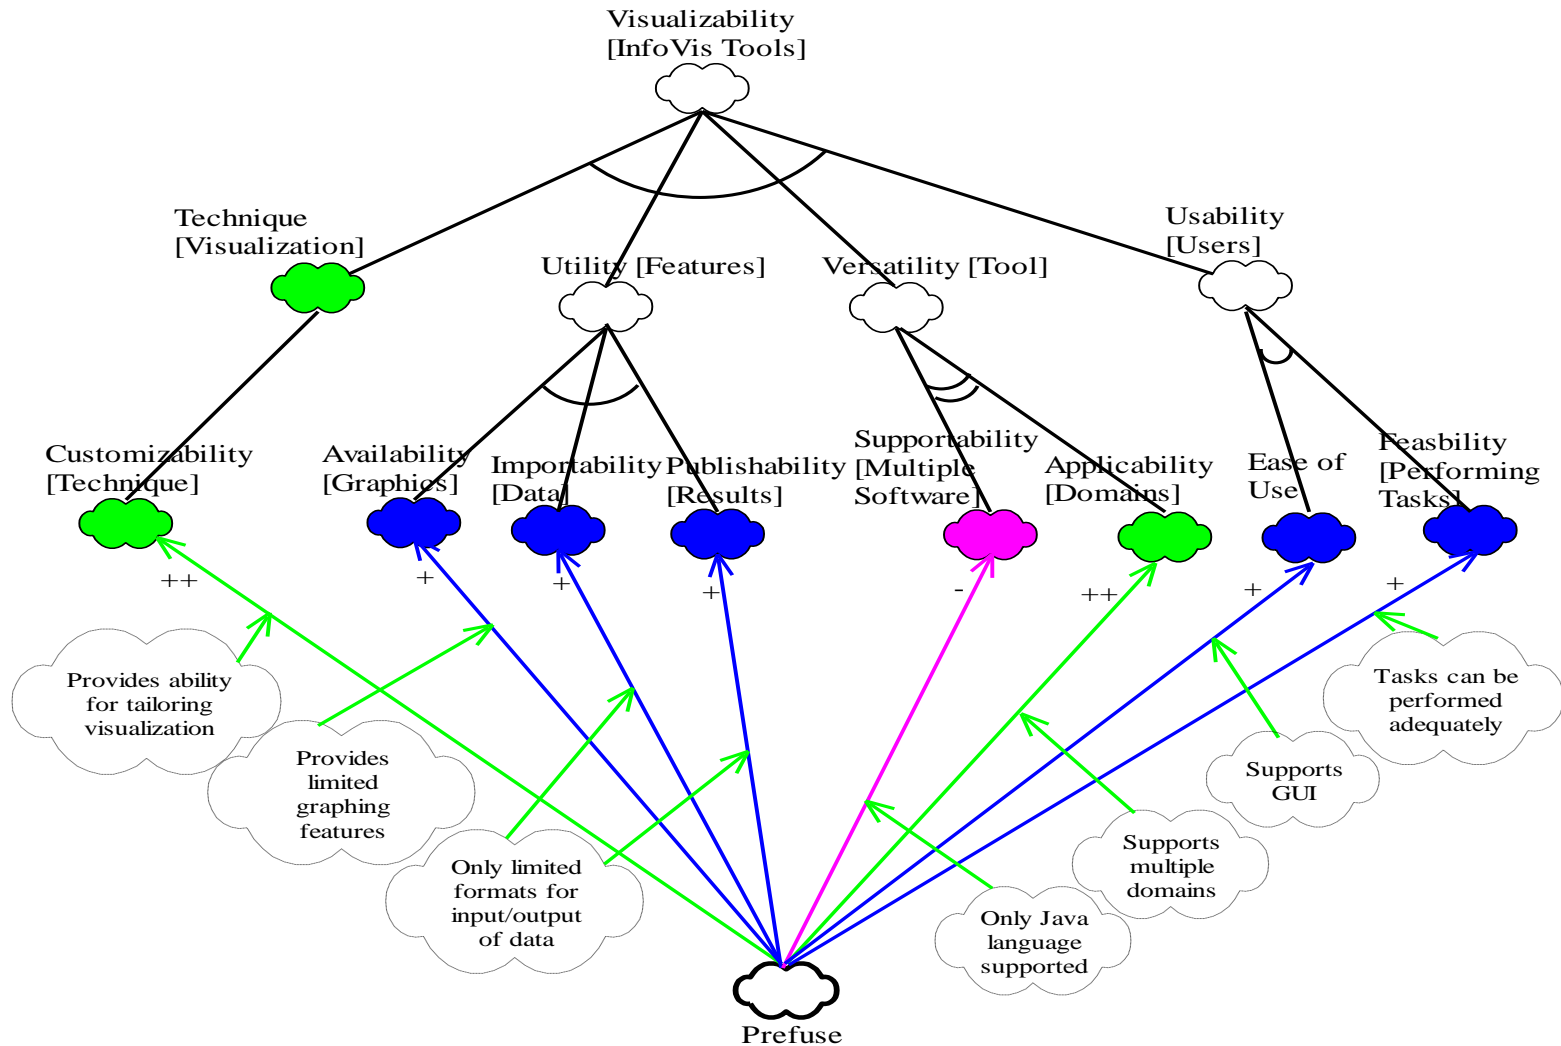 Visualizability
[InfoVis Tools]
Technique
[Visualization]
Utility [Features]
Versatility [Tool]
Usability
[Users]
Customizability
[Technique]
Availability
[Graphics]
Importability
[Data]
Publishability
[Results]
Supportability
[Multiple
Software]
Applicability
[Domains]
Ease of
Use
Feasbility
[Performing
Tasks]
++
+
+
+
-
++
+
+
Provides ability
for tailoring
visualization
Provides
limited
graphing
features
Only limited
formats for
input/output
of data
Only Java
language
supported
Supports
multiple
domains
Supports
GUI
Tasks can be
performed
adequately
Prefuse